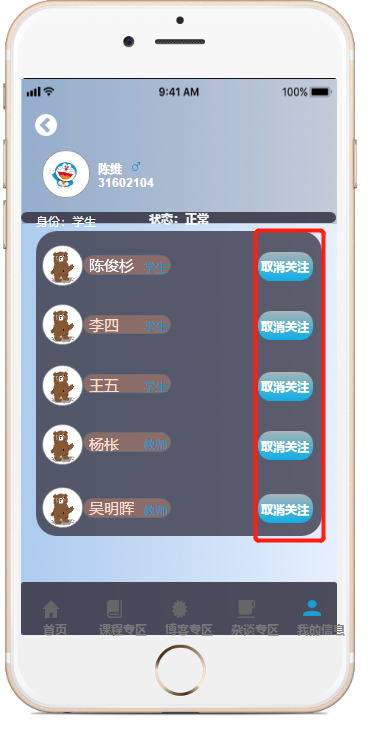 9:41 AM 100%
陈维 ♂
31602104
身份：学生 状态：正常
陈俊杉 学生 取消关注
李四 学生 取消关注
王五 学生 取消关注
杨枨 教师 取消关注
吴明晖 教师 取消关注
首页 课程专区 博客专区 杂谈专区 我的信息